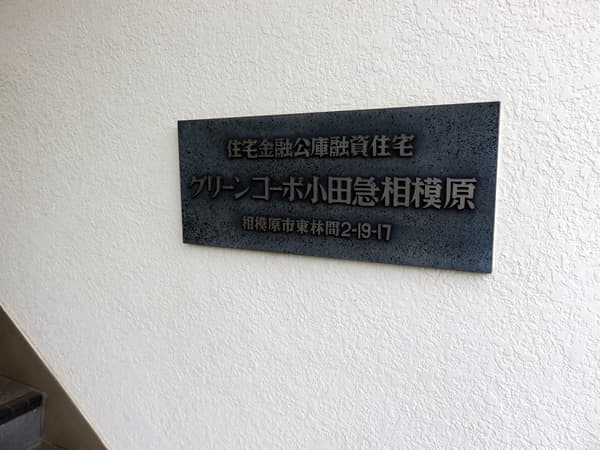 住宅金融公庫融資住宅
グリーンコーポ小田急相模原
相模原市東林間2-19-17